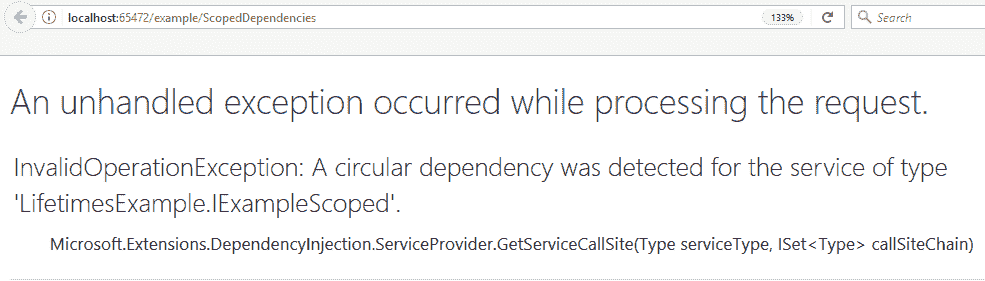 localhost:65472/example/ScopedDependencies 133% Search
An unhandled exception occurred while processing the request.
InvalidOperationException: A circular dependency was detected for the service of type
'LifetimesExample.IExampleScoped'.
Microsoft.Extensions.DependencyInjection.ServiceProvider.GetServiceCallSite(Type serviceType, ISet<Type> callSiteChain)